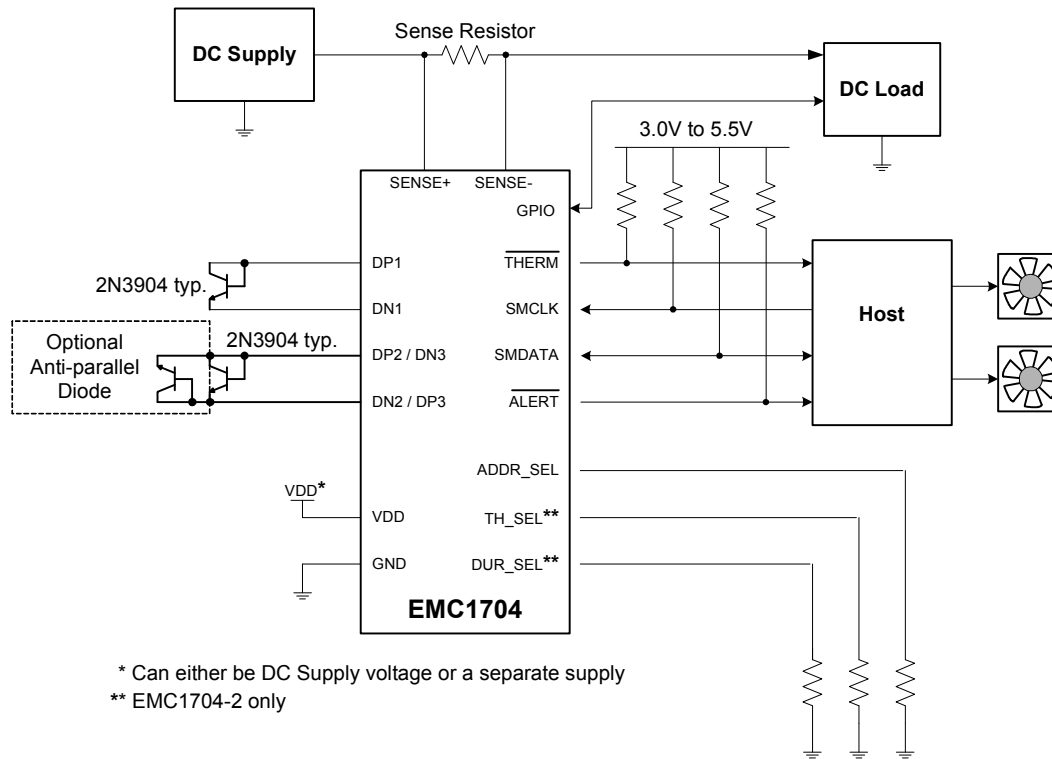 Sense Resistor
DC Supply
DC Load
3.0V to 5.5V
SENSE+ SENSE-
GPIO
DP1
THERM
2N3904 typ.
DN1
SMCLK
Host
Optional
Anti-parallel
Diode
2N3904 typ.
DP2 / DN3
SMDATA
DN2 / DP3
ALERT
ADDR_SEL
VDD*
VDD
TH_SEL**
GND
DUR_SEL**
EMC1704
* Can either be DC Supply voltage or a separate supply
** EMC1704-2 only